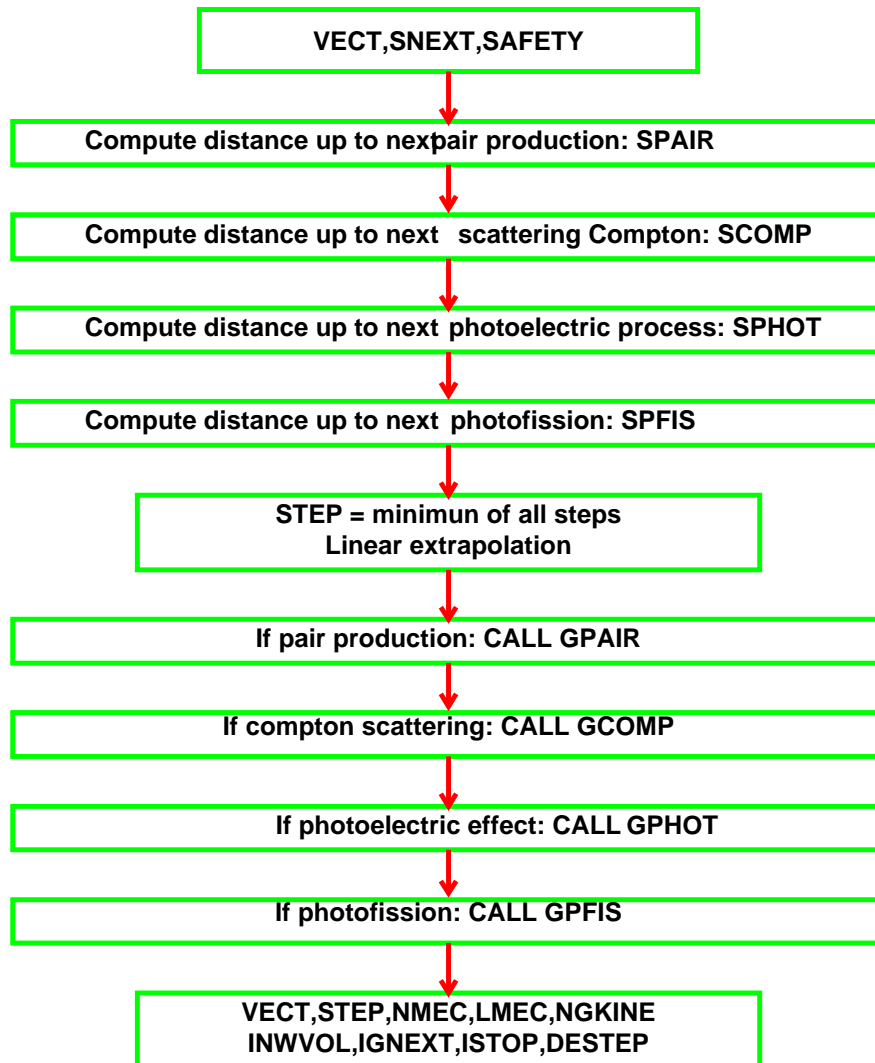 VECT,SNEXT,SAFETY
Compute distance up to next pair production: SPAIR
Compute distance up to next scattering Compton: SCOMP
Compute distance up to next photoelectric process: SPHOT
Compute distance up to next photofission: SPFIS
STEP = minimun of all steps
Linear extrapolation
If pair production: CALL GPAIR
If compton scattering: CALL GCOMP
If photoelectric effect: CALL GPHOT
If photofission: CALL GPFIS
VECT,STEP,NMEC,LMEC,NGKINE
INWVOL,IGNEXT,ISTOP,DESTEP